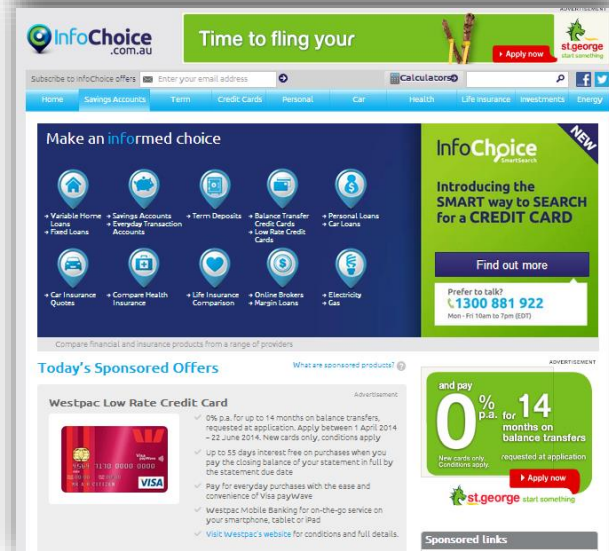 ADVERTISEMENT
InfoChoice
.com.au
Time to fling your
Apply now
st.george
start something
Subscribe to InfoChoice offers
Enter your email address
Calculators
Home
Savings Accounts
Term
Credit Cards
Personal
Car
Health
Life Insurance
Investments
Energy
Make an informed choice
Variable Home Loans
Fixed Loans
Savings Accounts
Everyday Transaction Accounts
Term Deposits
Balance Transfer Credit Cards
Low Rate Credit Cards
Personal Loans
Car Loans
Car Insurance Quotes
Compare Health Insurance
Life Insurance Comparison
Online Brokers
Margin Loans
Electricity
Gas
NEW
InfoChoice
SmartSearch
Introducing the
SMART way to SEARCH
for a CREDIT CARD
Find out more
Prefer to talk?
1300 881 922
Mon - Fri 10am to 7pm (EDT)
Compare financial and insurance products from a range of providers
Today's Sponsored Offers
What are sponsored products?
Advertisement
Westpac Low Rate Credit Card
VISA
0% p.a. for up to 14 months on balance transfers,
requested at application. Apply between 1 April 2014
- 22 June 2014. New cards only, conditions apply
Up to 55 days interest free on purchases when you
pay the closing balance of your statement in full by
the statement due date
Pay for everyday purchases with the ease and
convenience of Visa payWave
Westpac Mobile Banking for on-the-go service on
your smartphone, tablet or iPad
Visit Westpac's website for conditions and full details.
ADVERTISEMENT
and pay
0% p.a. for 14
months on
balance transfers
New cards only.
Conditions apply.
requested at application
Apply now
st.george start something
Sponsored links